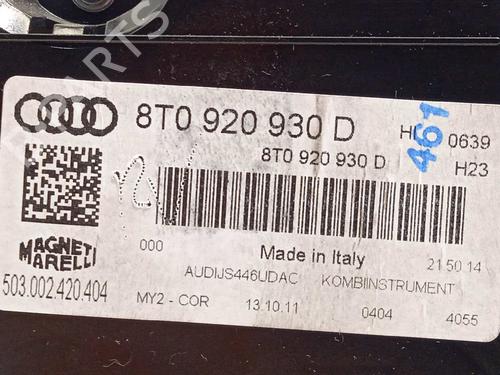 PARTS
8T0 920 930 D
461
0639
8T0 920 930 D
H23
MAGNETI
MARELLI
503.002.420.404
000
Made in Italy
21 50 14
AUDIJS446UDAC KOMBIINSTRUMENT
MY2 - COR 13.10.11 0404 4055